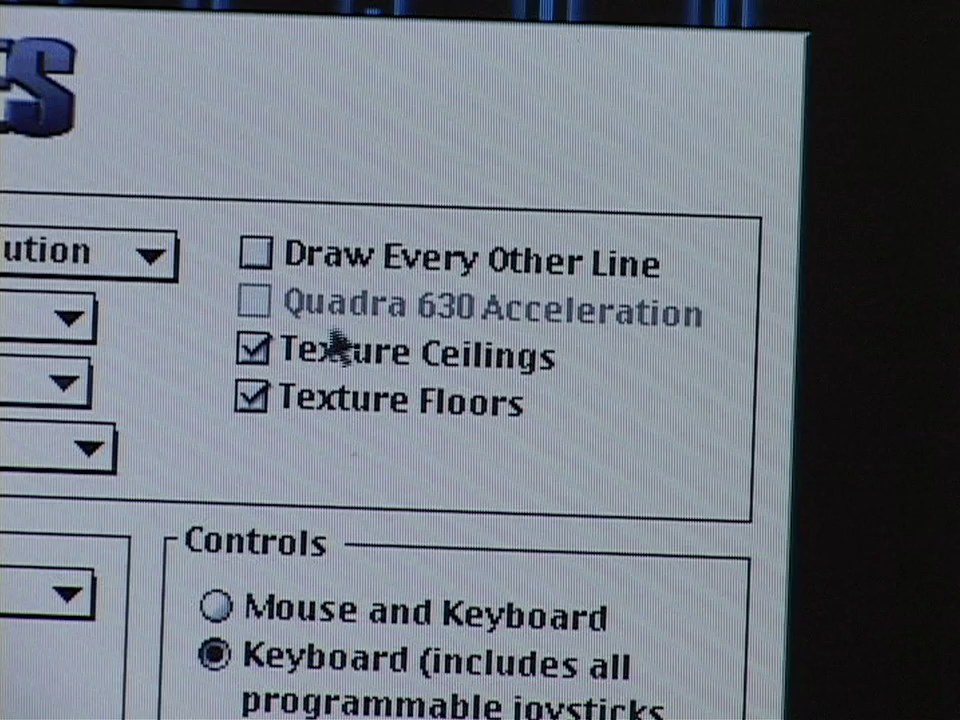 S
ution
Draw Every Other Line
Quadra 630 Acceleration
Texture Ceilings
Texture Floors
Controls
Mouse and Keyboard
Keyboard (includes all
programmable joysticks